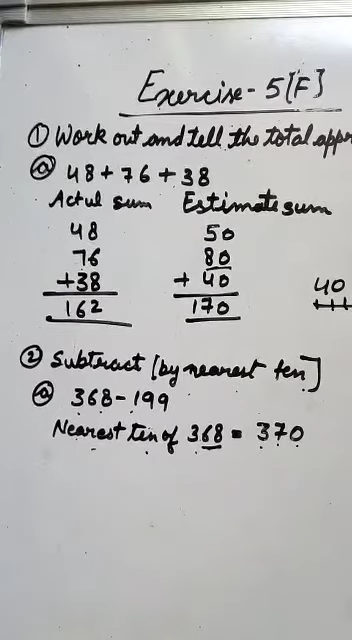 Exercise - 5[F]
① Work out and tell the total appr
ⓐ 48 + 76 + 38
Actul sum Estimate sum
48 50
76 80
+38 + 40
162 170
40
② Subtract [by nearest ten]
ⓐ 368 - 199
Nearest ten of 368 = 370